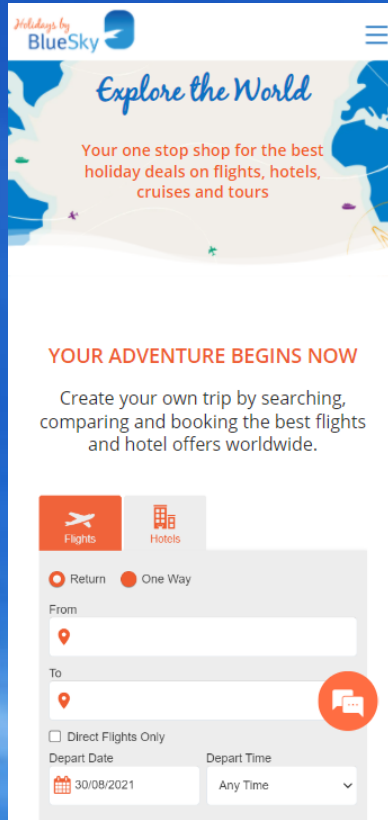 Holidays by
BlueSky
Explore the World
Your one stop shop for the best
holiday deals on flights, hotels,
cruises and tours
YOUR ADVENTURE BEGINS NOW
Create your own trip by searching,
comparing and booking the best flights
and hotel offers worldwide.
Flights Hotels
Return One Way
From
To
Direct Flights Only
Depart Date Depart Time
30/08/2021 Any Time